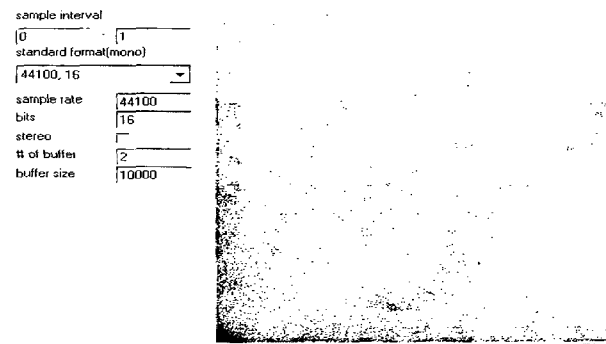 sample interval
0 - 1
standard format(mono)
44100, 16
sample rate 44100
bits 16
stereo
# of buffer 2
buffer size 10000